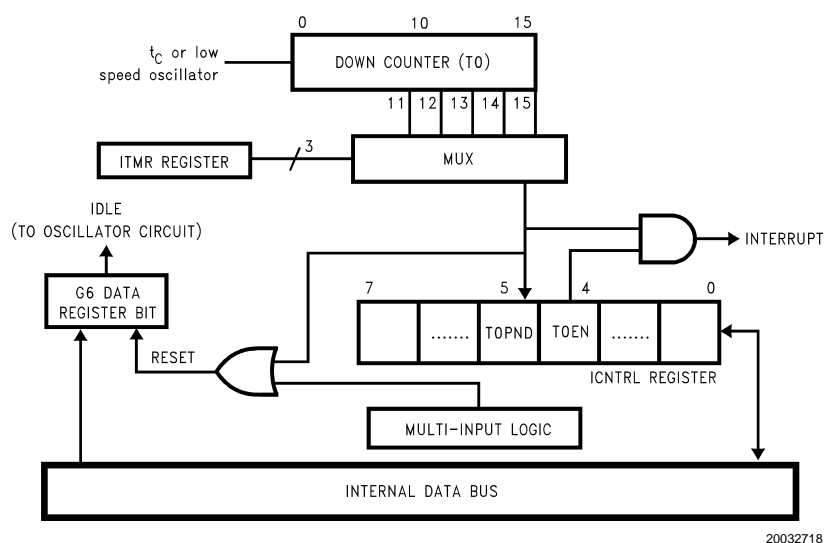 0 10 15
t_C or low
speed oscillator
DOWN COUNTER (T0)
11 12 13 14 15
ITMR REGISTER
3
MUX
IDLE
(TO OSCILLATOR CIRCUIT)
INTERRUPT
G6 DATA
REGISTER BIT
7 5 4 0
....... T0PND T0EN .......
RESET
ICNTRL REGISTER
MULTI-INPUT LOGIC
INTERNAL DATA BUS
20032718